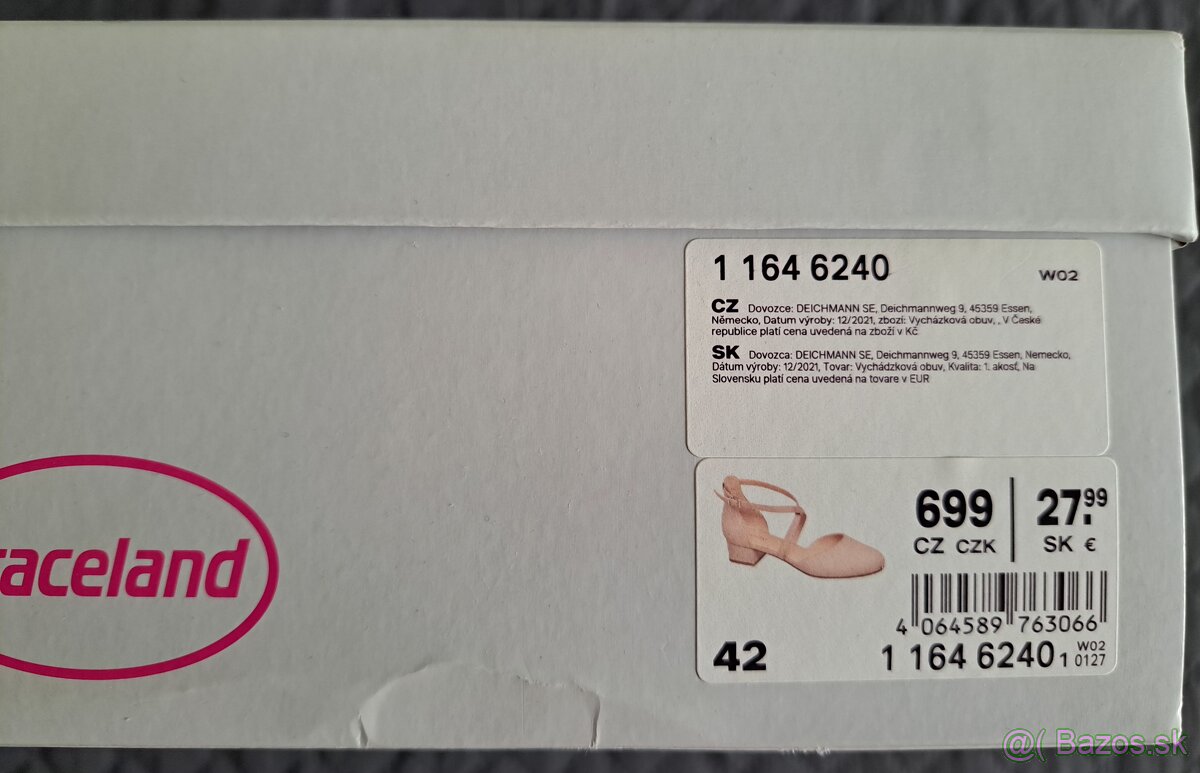 1 164 6240
W02
CZ Dovozce: DEICHMANN SE, Deichmannweg 9, 45359 Essen,
Německo, Datum výroby: 12/2021, zboží: Vycházková obuv, , V České
republice platí cena uvedená na zboží v Kč
SK Dovozca: DEICHMANN SE, Deichmannweg 9, 45359 Essen, Nemecko,
Dátum výroby: 12/2021, Tovar: Vychádzková obuv, Kvalita: 1. akosť, Na
Slovensku platí cena uvedená na tovare v EUR
699
27.99
CZ CZK
SK €
raceland
4 064589 763066
42
1 164 6240 1
W02
0127
@( Bazos.sk